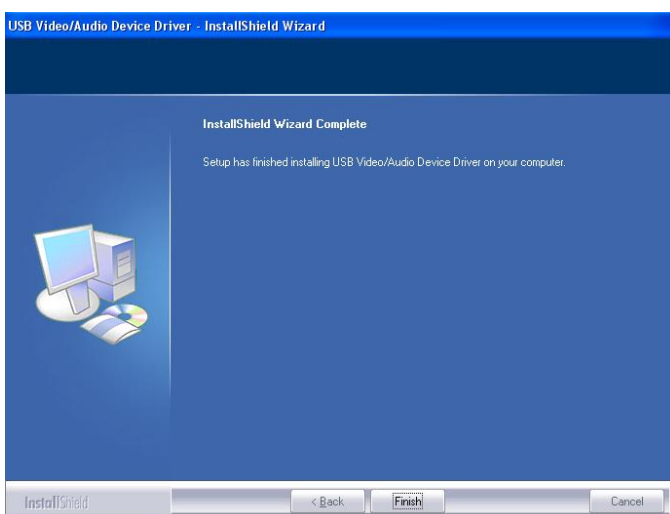 USB Video/Audio Device Driver - InstallShield Wizard
InstallShield Wizard Complete
Setup has finished installing USB Video/Audio Device Driver on your computer.
InstallShield
< Back
Finish
Cancel